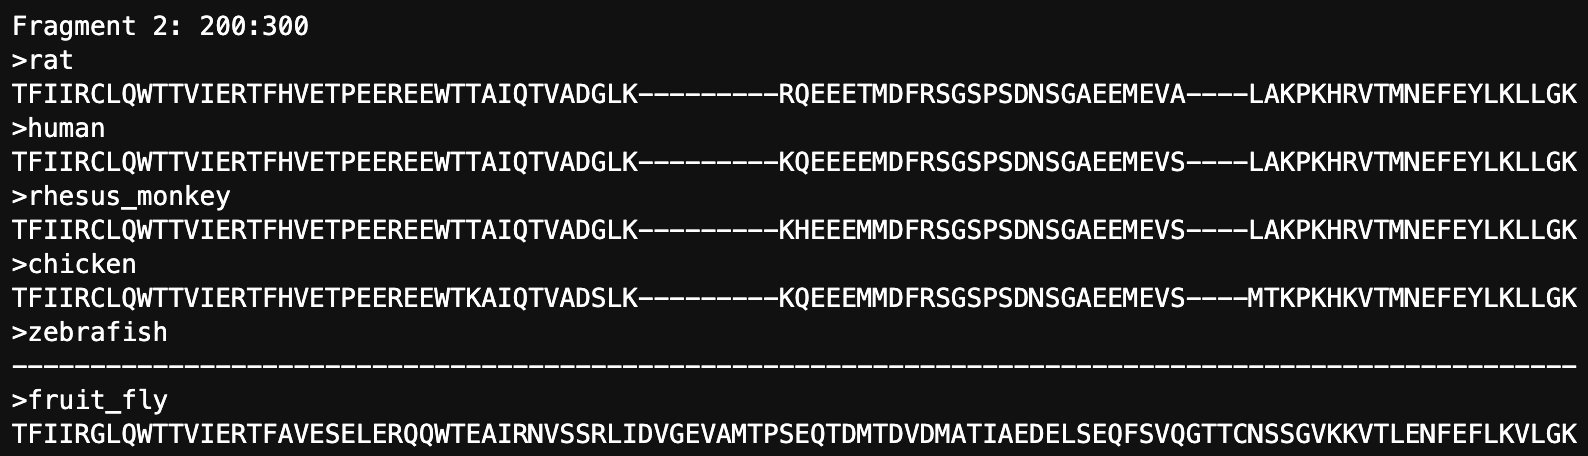 Fragment 2: 200:300
>rat
TFIIRCLQWTTVIERTFHVETPEEREEWTTAIQTVADGLK---------RQEEETMDFRSGSPSDNSGAEEMEVA----LAKPKHRVTMNEFEYLKLLGK
>human
TFIIRCLQWTTVIERTFHVETPEEREEWTTAIQTVADGLK---------KQEEEEMDFRSGSPSDNSGAEEMEVS----LAKPKHRVTMNEFEYLKLLGK
>rhesus_monkey
TFIIRCLQWTTVIERTFHVETPEEREEWTTAIQTVADGLK---------KHEEEMMDFRSGSPSDNSGAEEMEVS----LAKPKHRVTMNEFEYLKLLGK
>chicken
TFIIRCLQWTTVIERTFHVETPEEREEWTKAIQTVADSLK---------KQEEEMMDFRSGSPSDNSGAEEMEVS----MTKPKHKVTMNEFEYLKLLGK
>zebrafish
----------------------------------------------------------------------------------------------------
>fruit_fly
TFIIRGLQWTTVIERTFAVESELERQQWTEAIRNVSSRLIDVGEVAMTPSEQTDMTDVDMATIAEDELSEQFSVQGTTCNSSGVKKVTLENFEFLKVLGK